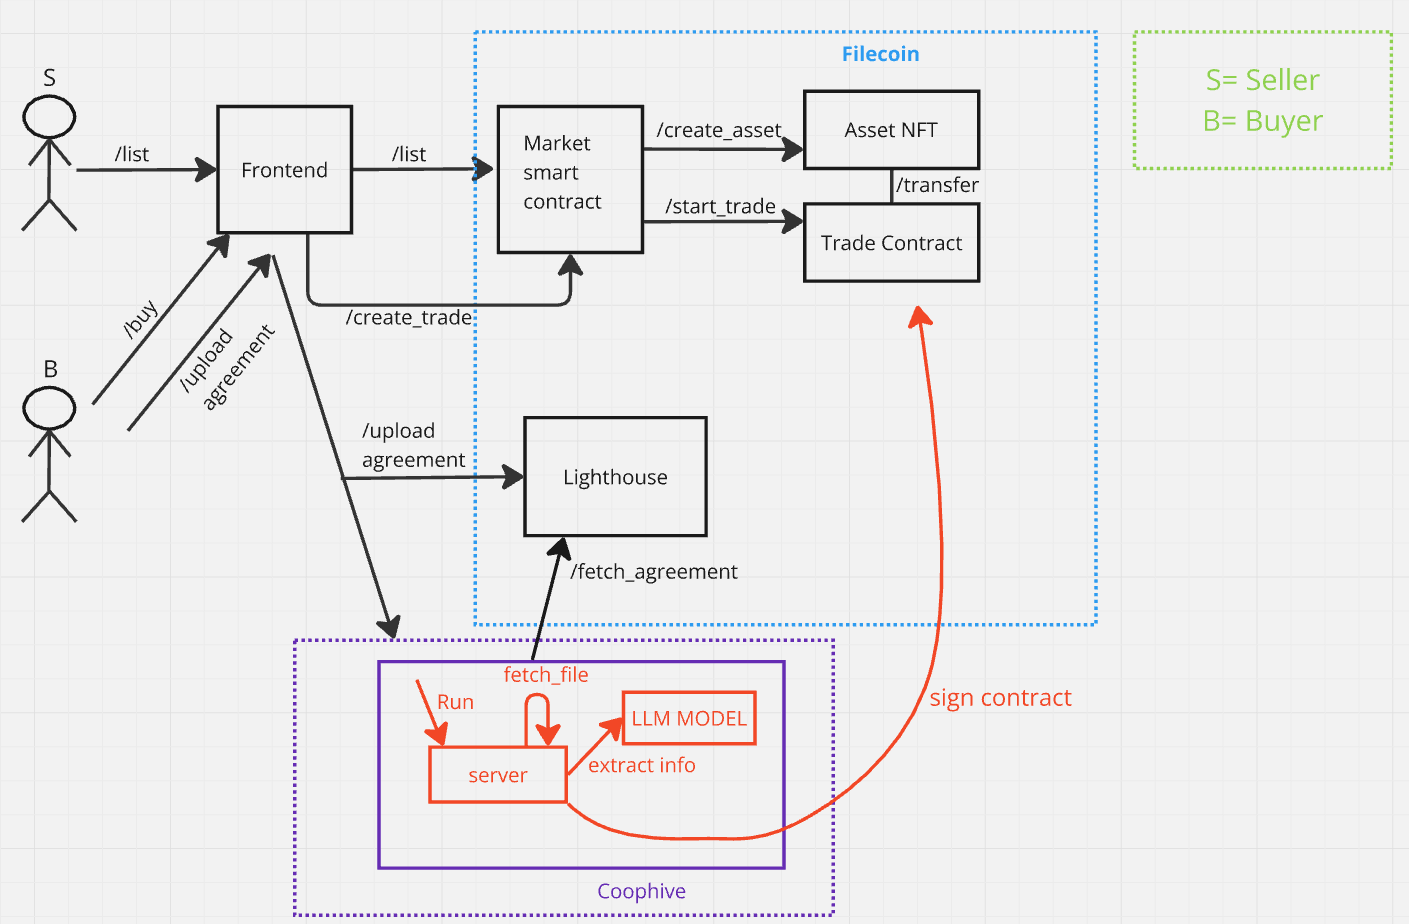 Filecoin
S= Seller
B= Buyer
S
/list
Frontend
/list
Market
smart
contract
/create_asset
Asset NFT
/transfer
/start_trade
Trade Contract
/create_trade
/buy
/upload
agreement
B
/upload
agreement
Lighthouse
/fetch_agreement
fetch_file
Run
LLM MODEL
server
extract info
sign contract
Coophive